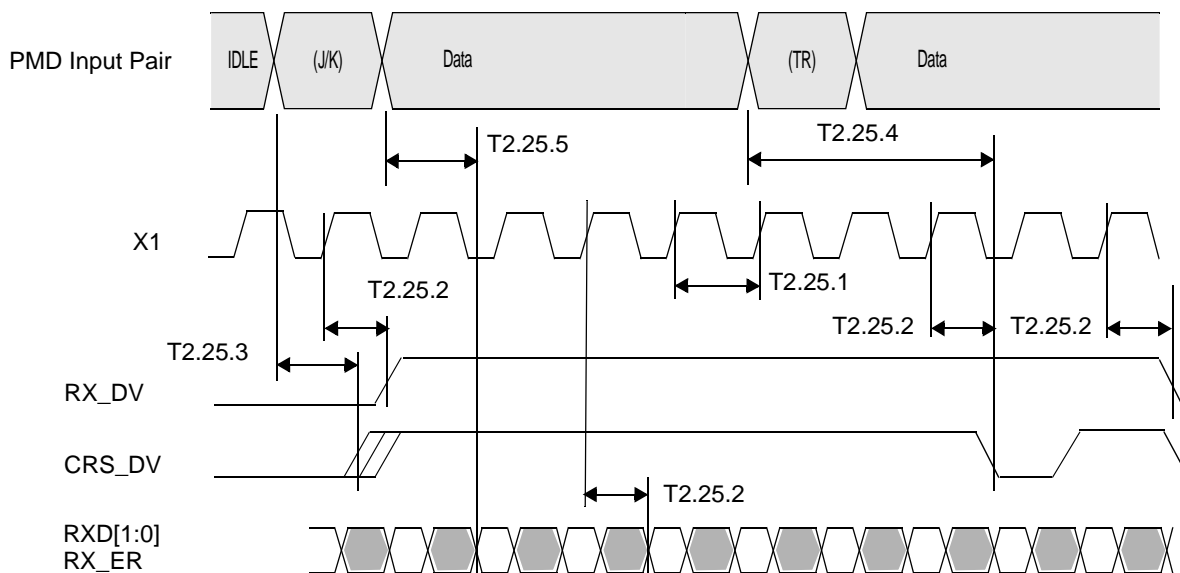 PMD Input Pair
IDLE
(J/K)
Data
(TR)
Data
T2.25.5
T2.25.4
X1
T2.25.2
T2.25.1
T2.25.2
T2.25.2
T2.25.3
RX_DV
CRS_DV
T2.25.2
RXD[1:0]
RX_ER